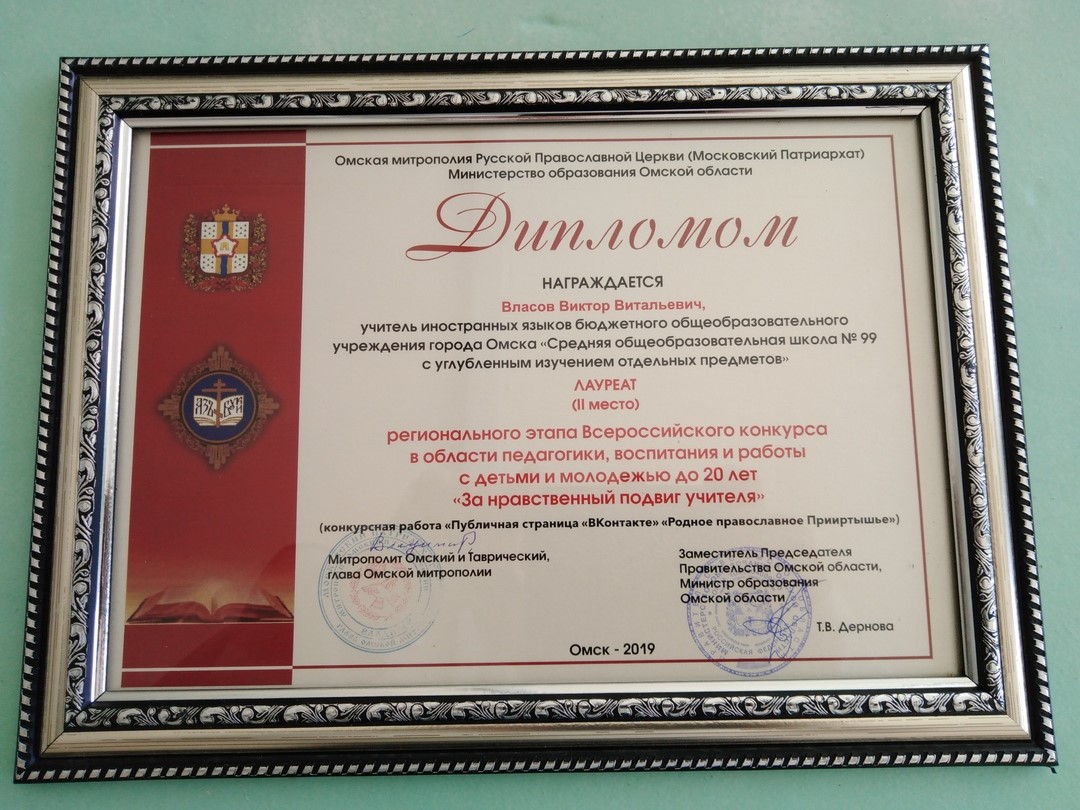 Омская митрополия Русской Православной Церкви (Московский Патриархат)
Министерство образования Омской области
Дипломом
НАГРАЖДАЕТСЯ
Власов Виктор Витальевич,
учитель иностранных языков бюджетного общеобразовательного
учреждения города Омска «Средняя общеобразовательная школа № 99
с углубленным изучением отдельных предметов»
ЛАУРЕАТ
(II место)
регионального этапа Всероссийского конкурса
в области педагогики, воспитания и работы
с детьми и молодежью до 20 лет
«За нравственный подвиг учителя»
(конкурсная работа «Публичная страница «ВКонтакте» «Родное православное Прииртышье»)
Митрополит Омский и Таврический,
глава Омской митрополии
Заместитель Председателя
Правительства Омской области,
Министр образования
Омской области
Т.В. Дернова
Омск - 2019